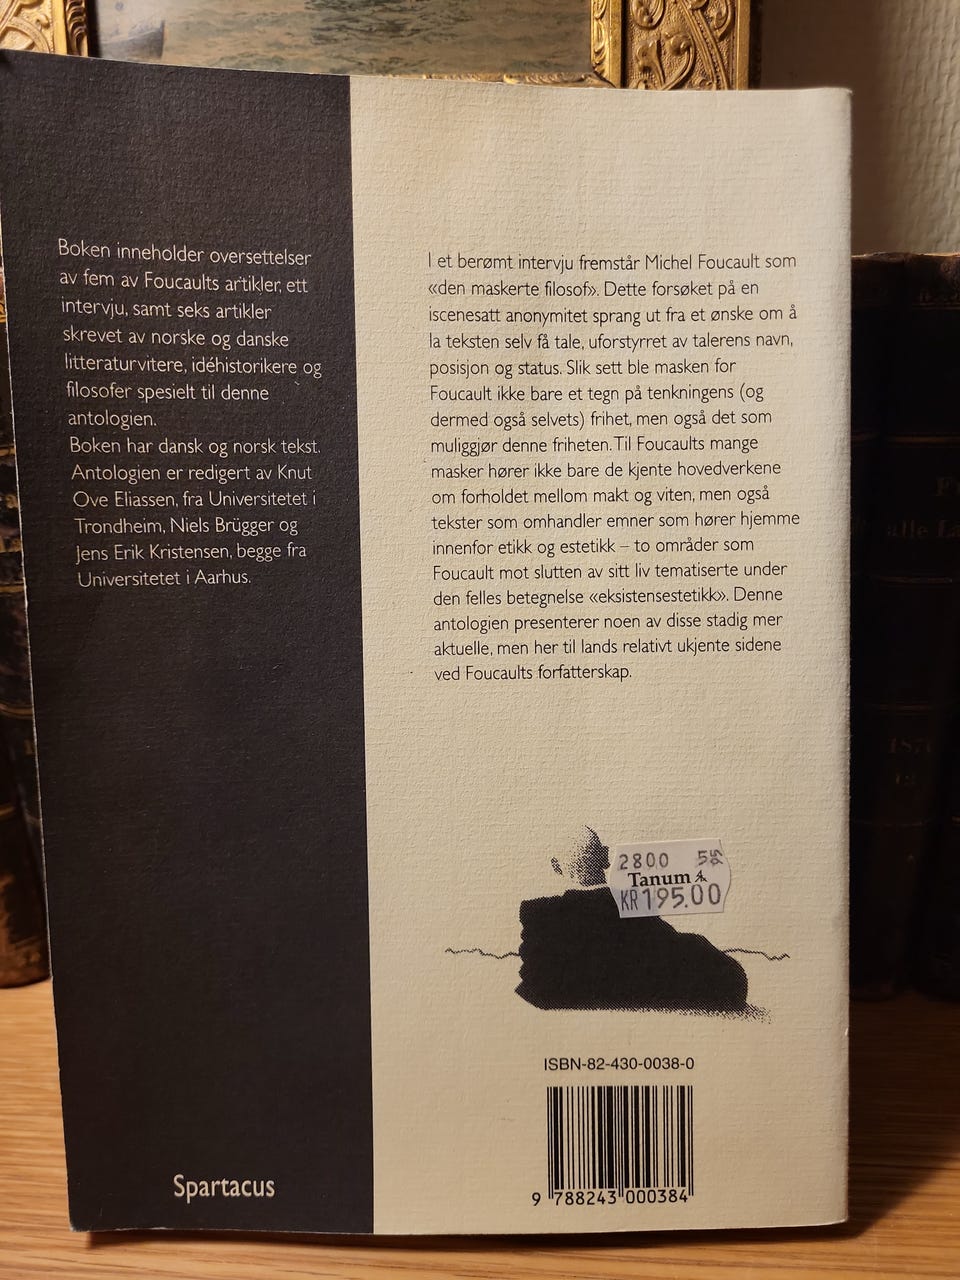 Boken inneholder oversettelser
av fem av Foucaults artikler, ett
intervju, samt seks artikler
skrevet av norske og danske
litteraturvitere, idéhistorikere og
filosofer spesielt til denne
antologien.
Boken har dansk og norsk tekst.
Antologien er redigert av Knut
Ove Eliassen, fra Universitetet i
Trondheim, Niels Brügger og
Jens Erik Kristensen, begge fra
Universitetet i Aarhus.
I et berømt intervju fremstår Michel Foucault som
«den maskerte filosof». Dette forsøket på en
iscenesatt anonymitet sprang ut fra et ønske om å
la teksten selv få tale, uforstyrret av talerens navn,
posisjon og status. Slik sett ble masken for
Foucault ikke bare et tegn på tenkningens (og
dermed også selvets) frihet, men også det som
muliggjør denne friheten. Til Foucaults mange
masker hører ikke bare de kjente hovedverkene
om forholdet mellom makt og viten, men også
tekster som omhandler emner som hører hjemme
innenfor etikk og estetikk – to områder som
Foucault mot slutten av sitt liv tematiserte under
den felles betegnelse «eksistensestetikk». Denne
antologien presenterer noen av disse stadig mer
aktuelle, men her til lands relativt ukjente sidene
ved Foucaults forfatterskap.
2800
Tanum
KR 195.00
ISBN-82-430-0038-0
9 788243 000384
Spartacus